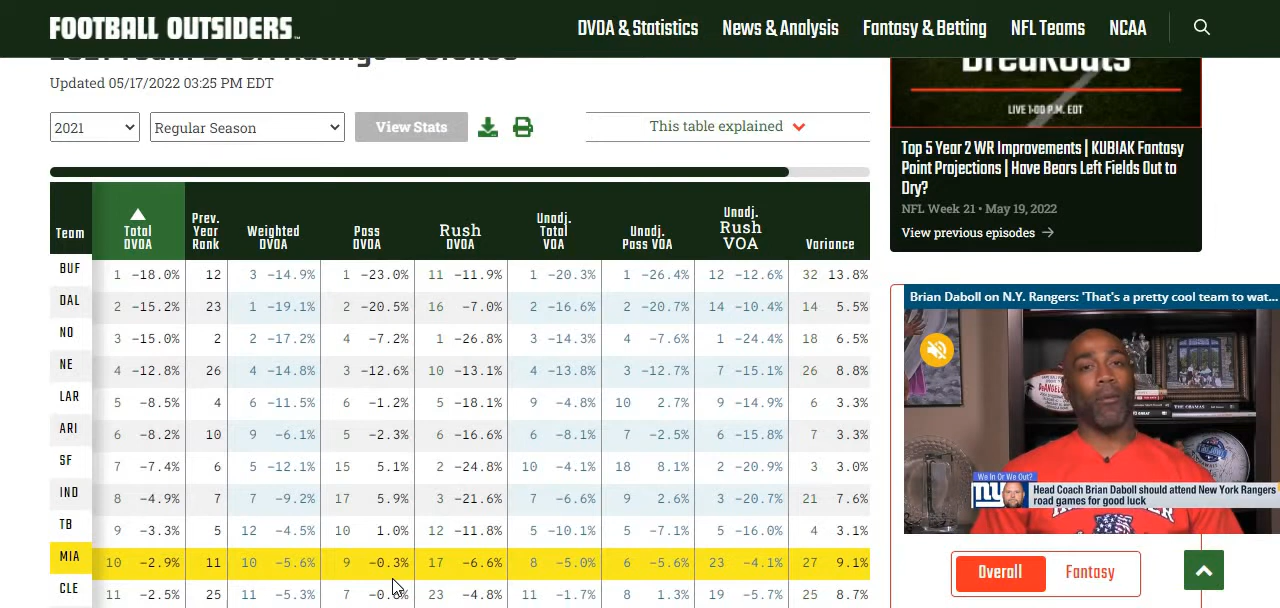 FOOTBALL OUTSIDERS
DVOA & Statistics News & Analysis Fantasy & Betting NFL Teams NCAA
2021 Team DVOA Ratings Defense
Updated 05/17/2022 03:25 PM EDT
2021 Regular Season View Stats This table explained
Team Total DVOA Prev. Year Rank Weighted DVOA Pass DVOA Rush DVOA Unadj. Total VOA Unadj. Pass VOA Unadj. Rush VOA Variance
BUF 1 -18.0% 12 3 -14.9% 1 -23.0% 11 -11.9% 1 -20.3% 1 -26.4% 12 -12.6% 32 13.8%
DAL 2 -15.2% 23 1 -19.1% 2 -20.5% 16 -7.0% 2 -16.6% 2 -20.7% 14 -10.4% 14 5.5%
NO 3 -15.0% 2 2 -17.2% 4 -7.2% 1 -26.8% 3 -14.3% 4 -7.6% 1 -24.4% 18 6.5%
NE 4 -12.8% 26 4 -14.8% 3 -12.6% 10 -13.1% 4 -13.8% 3 -12.7% 7 -15.1% 26 8.8%
LAR 5 -8.5% 4 6 -11.5% 6 -1.2% 5 -18.1% 9 -4.8% 10 2.7% 9 -14.9% 6 3.3%
ARI 6 -8.2% 10 9 -6.1% 5 -2.3% 6 -16.6% 6 -8.1% 7 -2.5% 6 -15.8% 7 3.3%
SF 7 -7.4% 6 5 -12.1% 15 5.1% 2 -24.8% 10 -4.1% 18 8.1% 2 -20.9% 3 3.0%
IND 8 -4.9% 7 7 -9.2% 17 5.9% 3 -21.6% 7 -6.6% 9 2.6% 3 -20.7% 21 7.6%
TB 9 -3.3% 5 12 -4.5% 10 1.0% 12 -11.8% 5 -10.1% 5 -7.1% 5 -16.0% 4 3.1%
MIA 10 -2.9% 11 10 -5.6% 9 -0.3% 17 -6.6% 8 -5.0% 6 -5.6% 23 -4.1% 27 9.1%
CLE 11 -2.5% 25 11 -5.3% 7 23 -4.8% 11 -1.7% 8 1.3% 19 -5.7% 25 8.7%
Breakouts
LIVE 1:00 P.M. EDT
Top 5 Year 2 WR Improvements | KUBIAK Fantasy
Point Projections | Have Bears Left Fields Out to
Dry?
NFL Week 21 • May 19, 2022
View previous episodes
Brian Daboll on N.Y. Rangers: 'That's a pretty cool team to wat...
We In Or We Out?
Head Coach Brian Daboll should attend New York Rangers
road games for good luck
Overall Fantasy